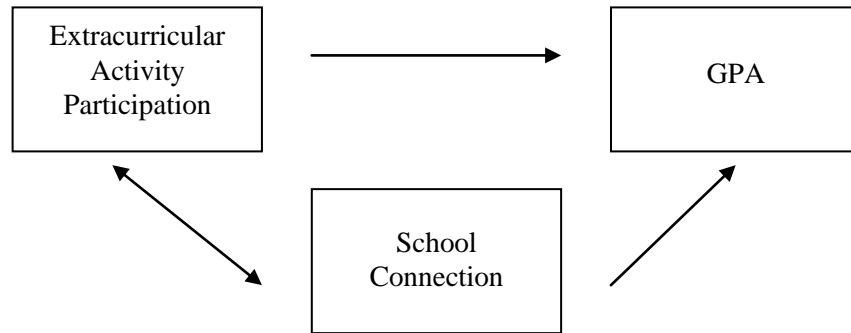 Extracurricular
Activity
Participation
GPA
School
Connection